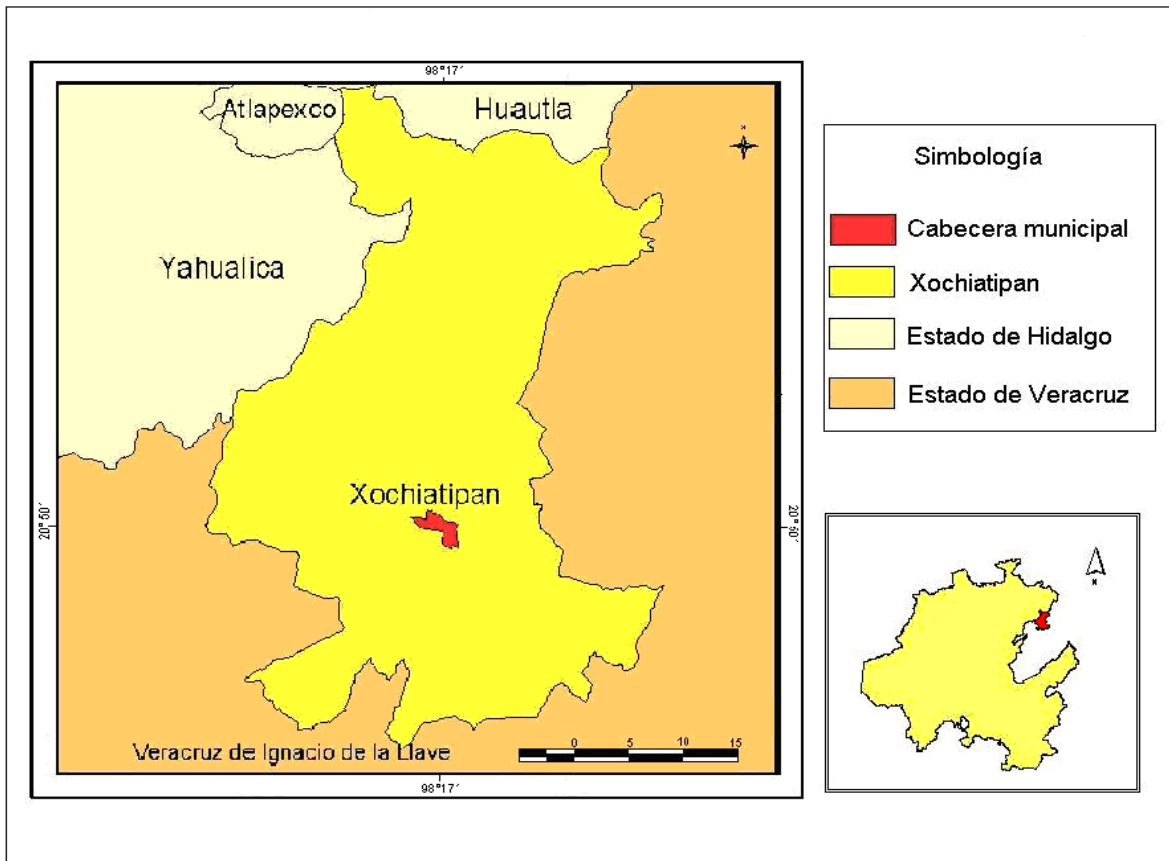 98°17´
Atlapexco
Huautla
N
Yahualica
Xochiatipan
20°50´
20°50´
Veracruz de Ignacio de la Llave
0 5 10 15
98°17´
Simbología
Cabecera municipal
Xochiatipan
Estado de Hidalgo
Estado de Veracruz
N